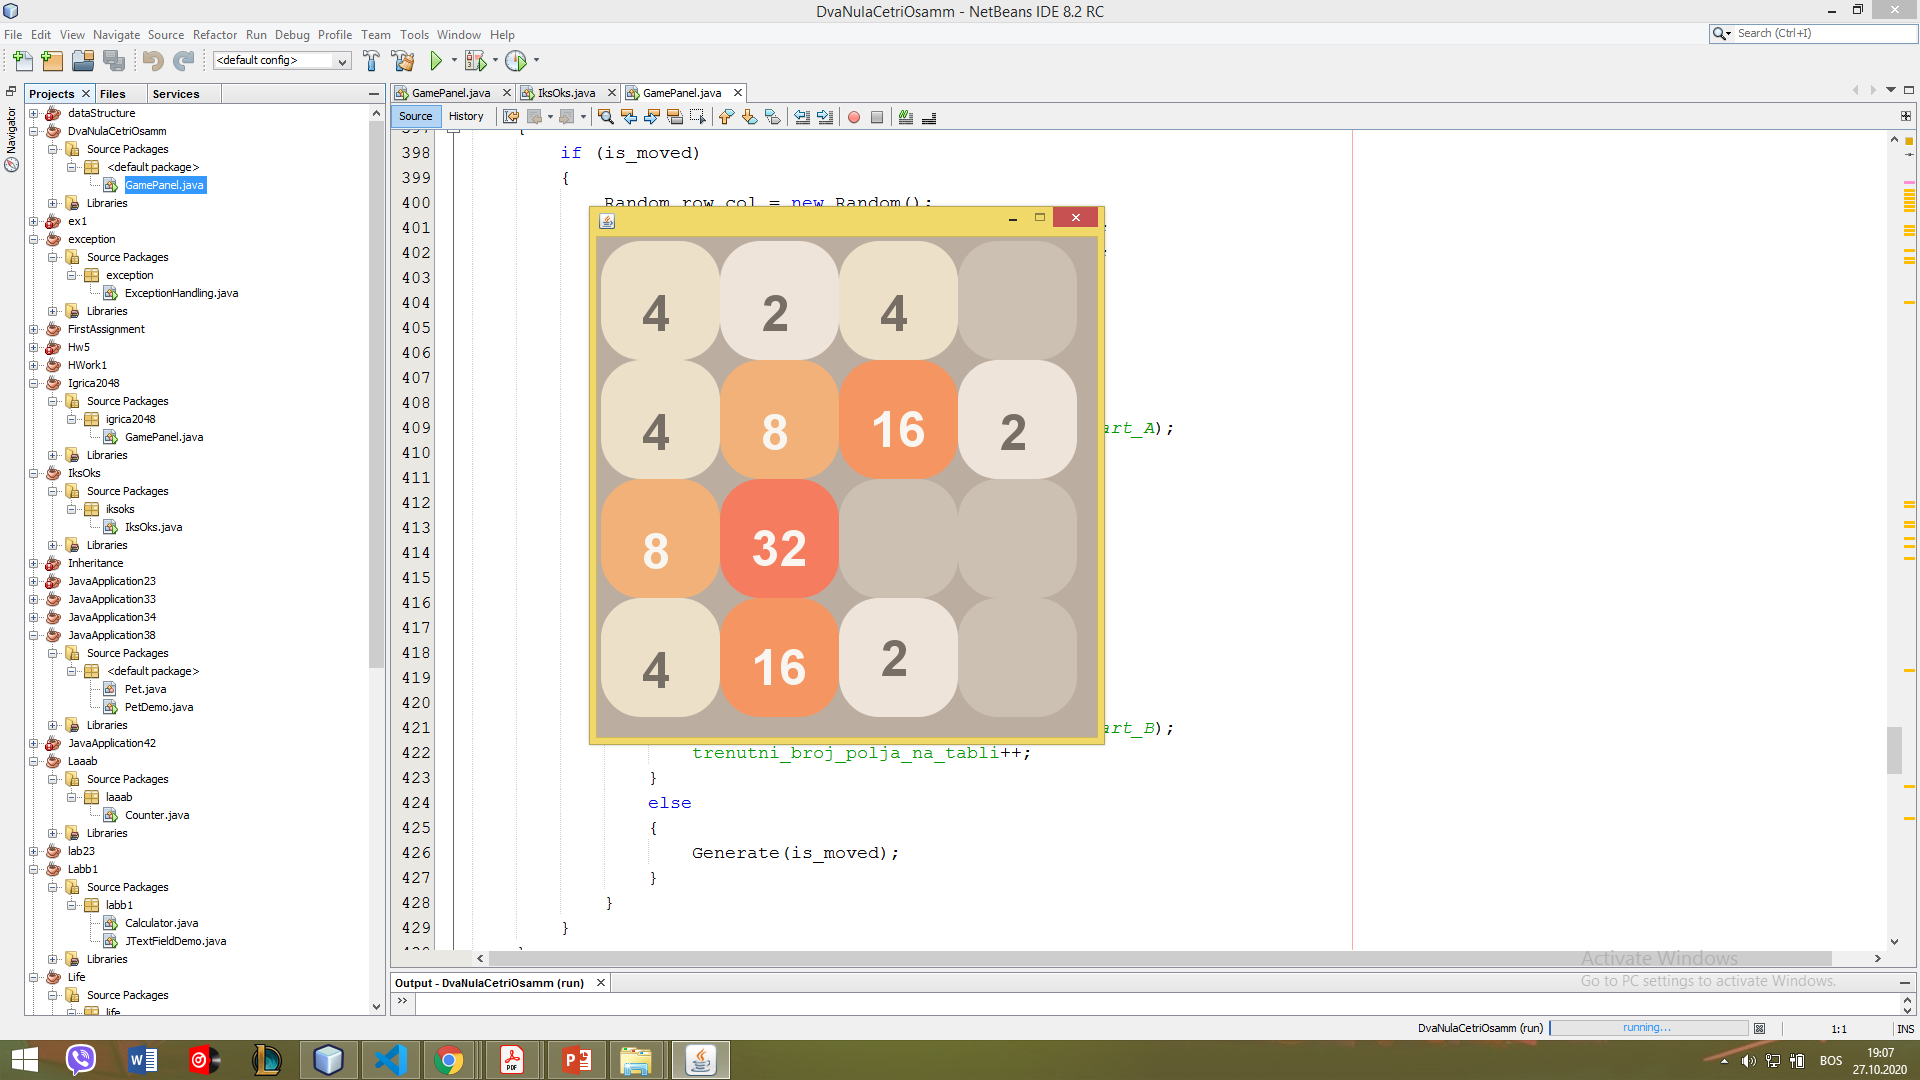 DvaNulaCetriOsamm - NetBeans IDE 8.2 RC
File Edit View Navigate Source Refactor Run Debug Profile Team Tools Window Help
Search (Ctrl+I)
<default config>
Projects Files Services
Navigator
dataStructure
DvaNulaCetriOsamm
Source Packages
<default package>
GamePanel.java
Libraries
ex1
exception
Source Packages
exception
ExceptionHandling.java
Libraries
FirstAssignment
Hw5
HWork1
Igrica2048
Source Packages
igrica2048
GamePanel.java
Libraries
IksOks
Source Packages
iksoks
IksOks.java
Libraries
Inheritance
JavaApplication23
JavaApplication33
JavaApplication34
JavaApplication38
Source Packages
<default package>
Pet.java
PetDemo.java
Libraries
JavaApplication42
Laaab
Source Packages
laaab
Counter.java
Libraries
lab23
Labb1
Source Packages
labb1
Calculator.java
JTextFieldDemo.java
Libraries
Life
Source Packages
life
GamePanel.java IksOks.java GamePanel.java
Source History
397 {
398 if (is_moved)
399 {
400 Random row_col = new Random();
401 ;
402 ;
403
404
405
406
407
408
409 art_A);
410
411
412
413
414
415
416
417
418
419
420
421 art_B);
422 trenutni_broj_polja_na_tabli++;
423 }
424 else
425 {
426 Generate(is_moved);
427 }
428 }
429 }
4 2 4
4 8 16 2
8 32
4 16 2
Activate Windows
Go to PC settings to activate Windows.
Output - DvaNulaCetriOsamm (run)
DvaNulaCetriOsamm (run) running... 1:1 INS
BOS
19:07
27.10.2020